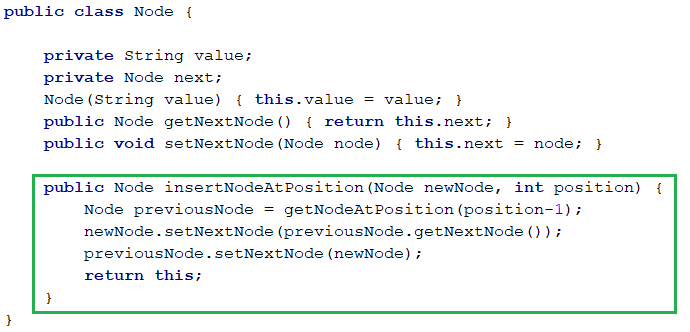 public class Node {
private String value;
private Node next;
Node(String value) { this.value = value; }
public Node getNextNode() { return this.next; }
public void setNextNode(Node node) { this.next = node; }
public Node insertNodeAtPosition(Node newNode, int position) {
Node previousNode = getNodeAtPosition(position-1);
newNode.setNextNode(previousNode.getNextNode());
previousNode.setNextNode(newNode);
return this;
}
}